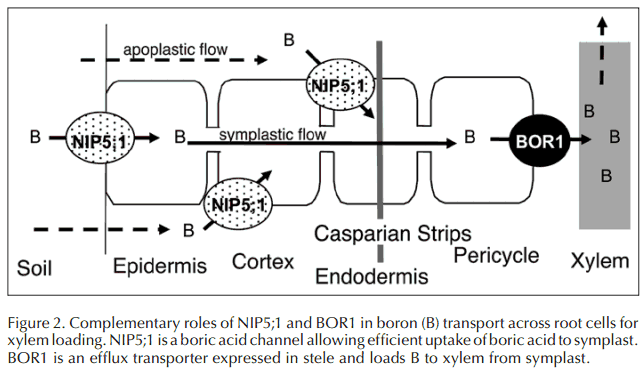 apoplastic flow
B
NIP5;1
B
NIP5;1
B
symplastic flow
B
BOR1
B
B
B
NIP5;1
B
Casparian Strips
Soil
Epidermis
Cortex
Endodermis
Pericycle
Xylem
Figure 2. Complementary roles of NIP5;1 and BOR1 in boron (B) transport across root cells for
xylem loading. NIP5;1 is a boric acid channel allowing efficient uptake of boric acid to symplast.
BOR1 is an efflux transporter expressed in stele and loads B to xylem from symplast.